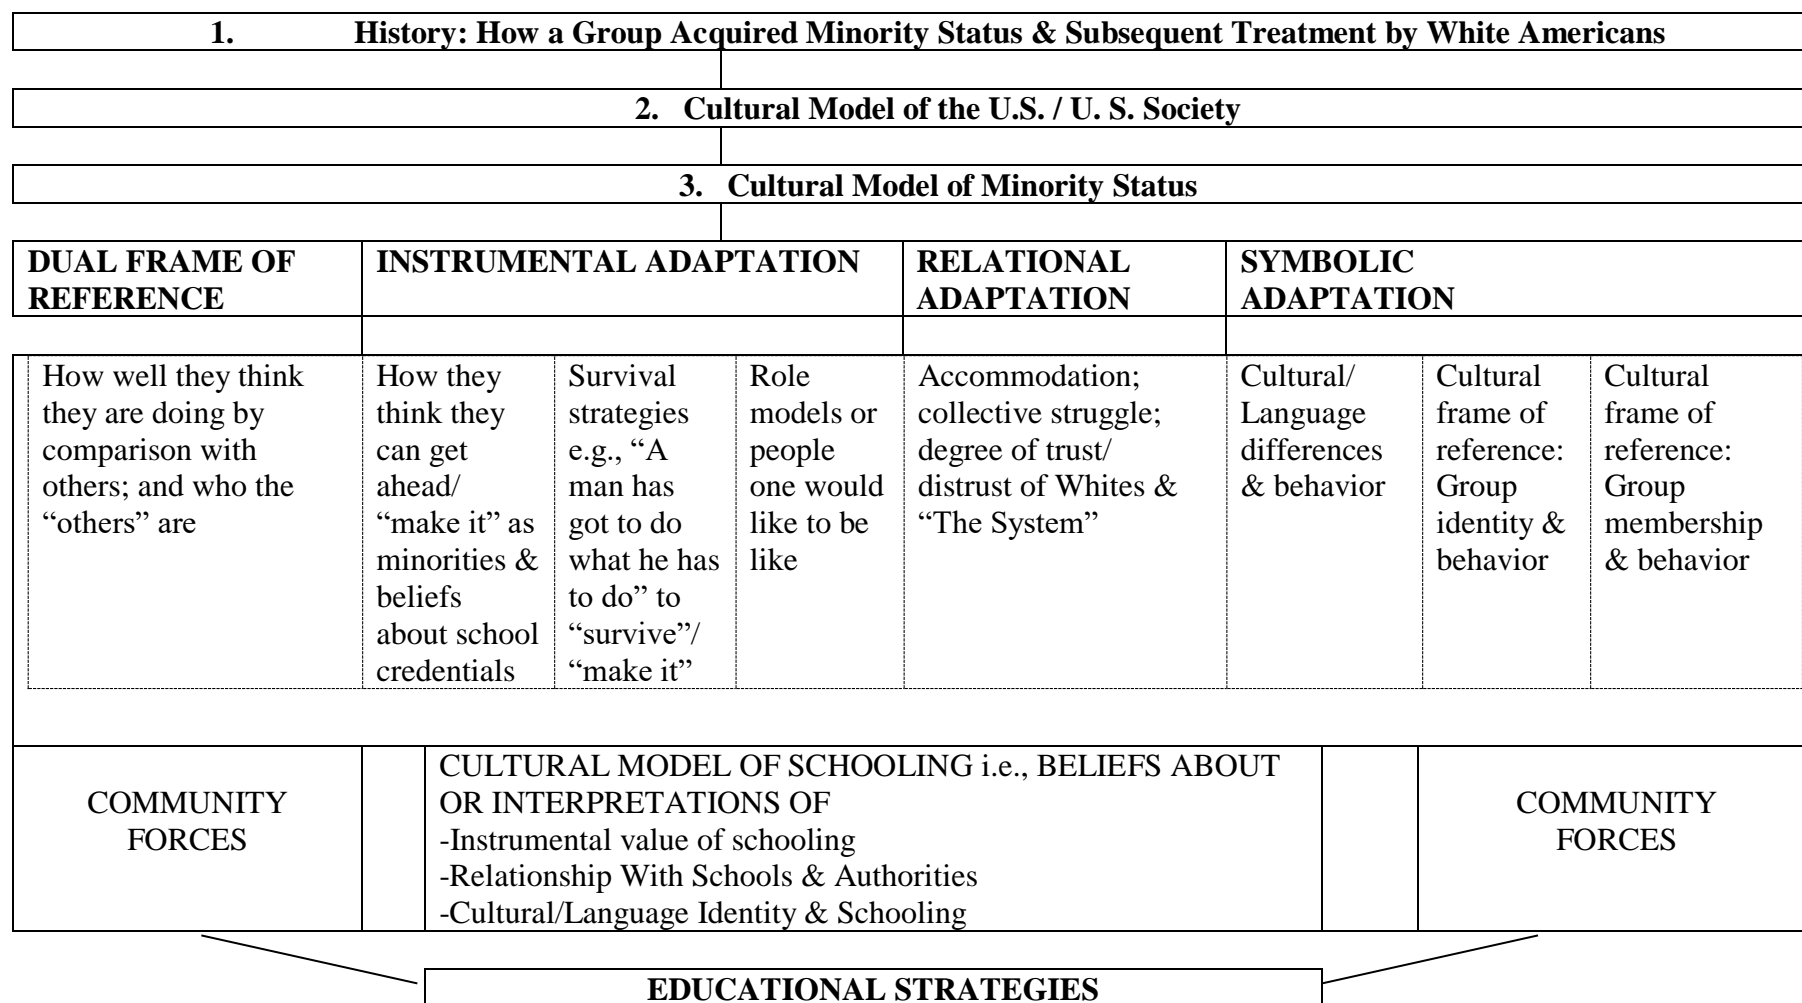 1. History: How a Group Acquired Minority Status & Subsequent Treatment by White Americans
2. Cultural Model of the U.S. / U. S. Society
3. Cultural Model of Minority Status
DUAL FRAME OF
REFERENCE
INSTRUMENTAL ADAPTATION
RELATIONAL
ADAPTATION
SYMBOLIC
ADAPTATION
How well they think
they are doing by
comparison with
others; and who the
“others” are
How they
think they
can get
ahead/
“make it” as
minorities &
beliefs
about school
credentials
Survival
strategies
e.g., “A
man has
got to do
what he has
to do” to
“survive”/
“make it”
Role
models or
people
one would
like to be
like
Accommodation;
collective struggle;
degree of trust/
distrust of Whites &
“The System”
Cultural/
Language
differences
& behavior
Cultural
frame of
reference:
Group
identity &
behavior
Cultural
frame of
reference:
Group
membership
& behavior
COMMUNITY
FORCES
CULTURAL MODEL OF SCHOOLING i.e., BELIEFS ABOUT
OR INTERPRETATIONS OF
-Instrumental value of schooling
-Relationship With Schools & Authorities
-Cultural/Language Identity & Schooling
COMMUNITY
FORCES
EDUCATIONAL STRATEGIES